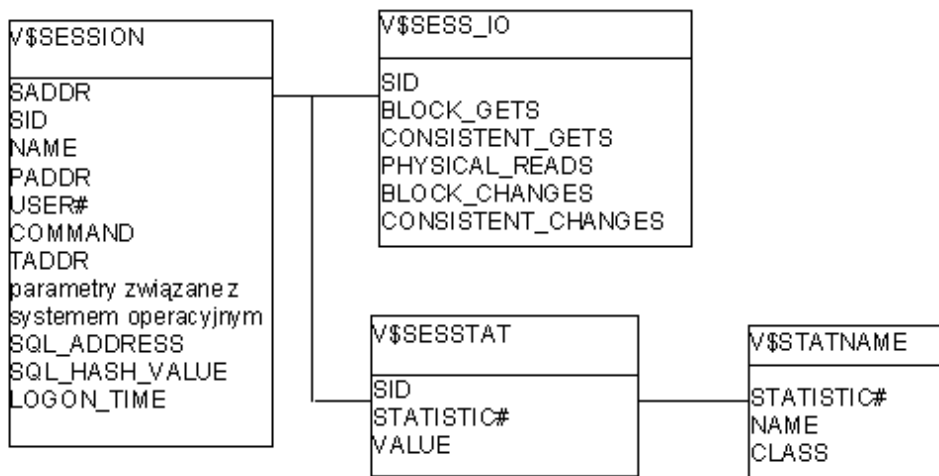 V$SESSION
SADDR
SID
NAME
PADDR
USER#
COMMAND
TADDR
parametry związane z
systemem operacyjnym
SQL_ADDRESS
SQL_HASH_VALUE
LOGON_TIME
V$SESS_IO
SID
BLOCK_GETS
CONSISTENT_GETS
PHYSICAL_READS
BLOCK_CHANGES
CONSISTENT_CHANGES
V$SESSTAT
SID
STATISTIC#
VALUE
V$STATNAME
STATISTIC#
NAME
CLASS